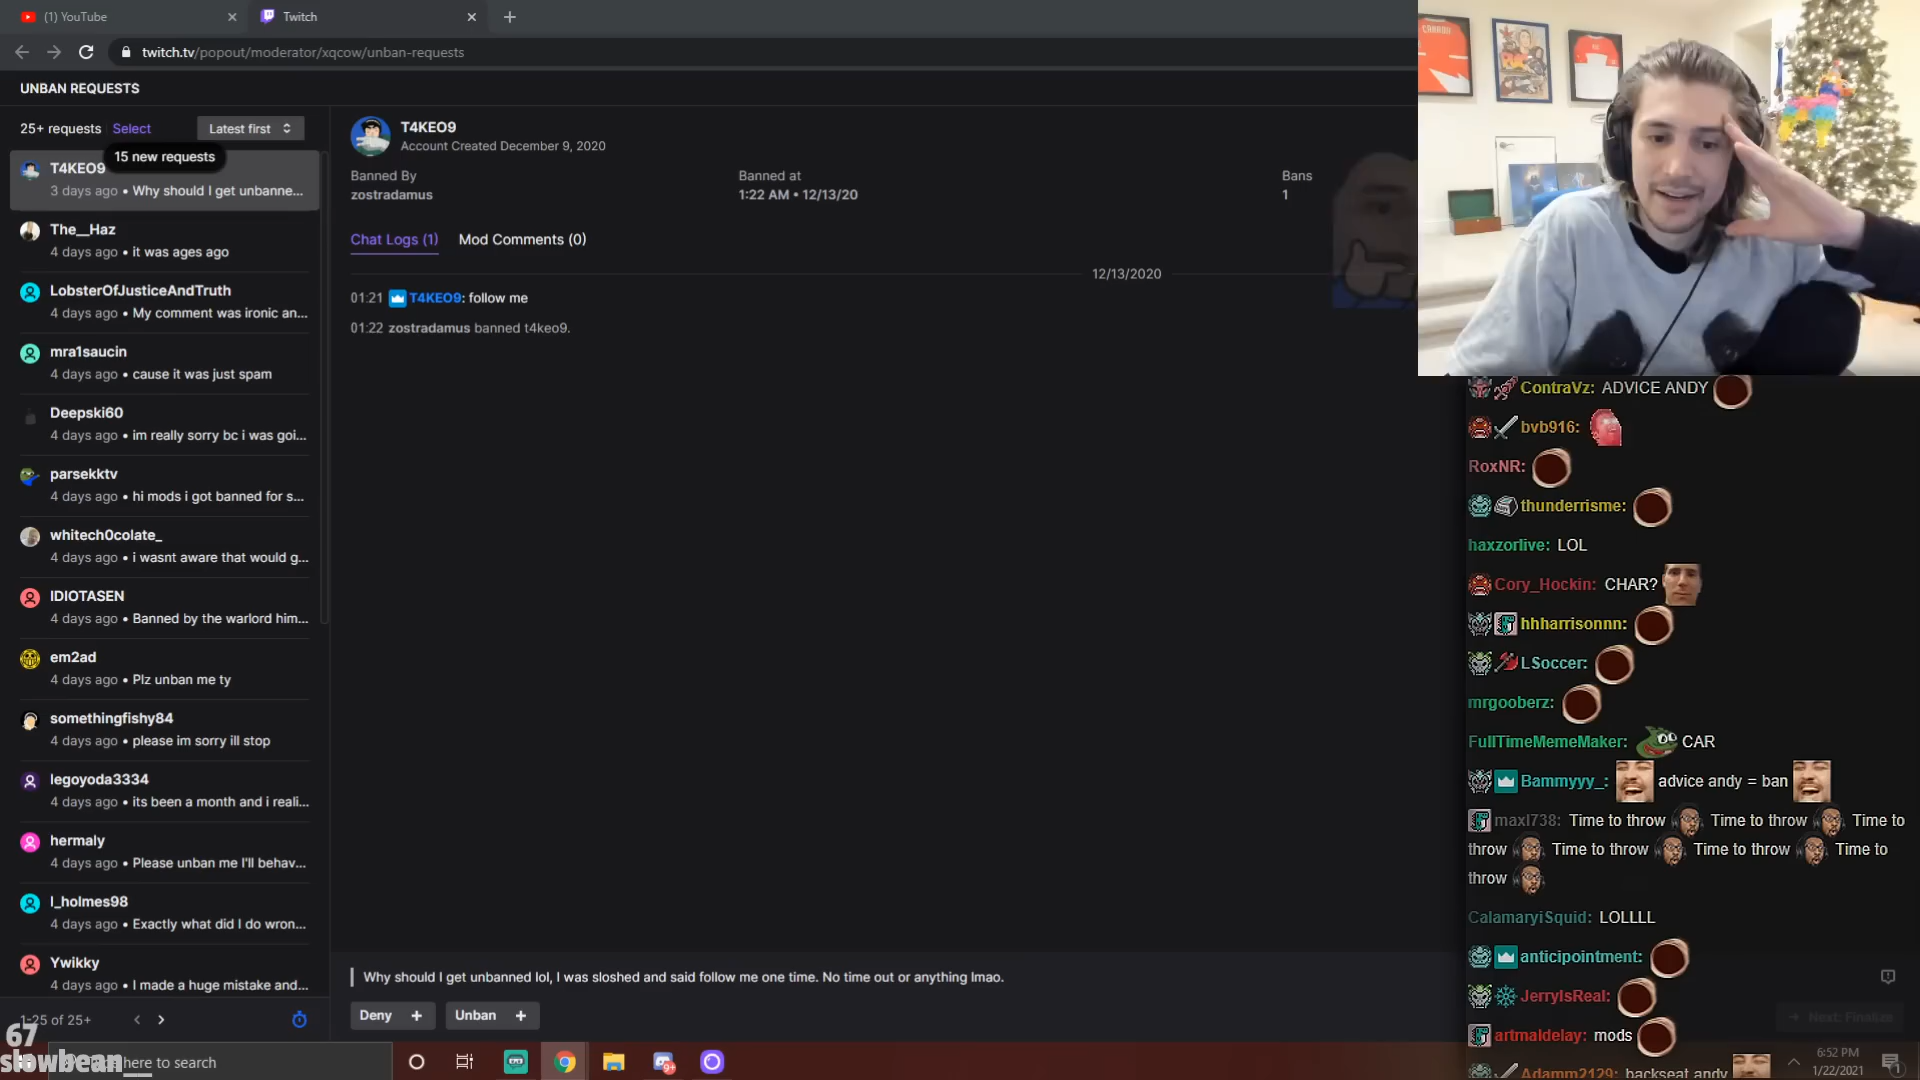 (1) YouTube
Twitch
twitch.tv/popout/moderator/xqcow/unban-requests
UNBAN REQUESTS
25+ requests Select
Latest first
15 new requests
T4KEO9
3 days ago • Why should I get unbanne...
The__Haz
4 days ago • it was ages ago
LobsterOfJusticeAndTruth
4 days ago • My comment was ironic an...
mra1saucin
4 days ago • cause it was just spam
Deepski60
4 days ago • im really sorry bc i was goi...
parsekktv
4 days ago • hi mods i got banned for s...
whitech0colate_
4 days ago • i wasnt aware that would g...
IDIOTASEN
4 days ago • Banned by the warlord him...
em2ad
4 days ago • Plz unban me ty
somethingfishy84
4 days ago • please im sorry ill stop
legoyoda3334
4 days ago • its been a month and i reali...
hermaly
4 days ago • Please unban me I'll behav...
l_holmes98
4 days ago • Exactly what did I do wron...
Ywikky
4 days ago • I made a huge mistake and...
1-25 of 25+
T4KEO9
Account Created December 9, 2020
Banned By
zostradamus
Banned at
1:22 AM • 12/13/20
Bans
1
Chat Logs (1)
Mod Comments (0)
12/13/2020
01:21 T4KEO9: follow me
01:22 zostradamus banned t4keo9.
Why should I get unbanned lol, I was sloshed and said follow me one time. No time out or anything lmao.
Deny +
Unban +
Next: Finalize
ContraVz: ADVICE ANDY
bvb916:
RoxNR:
thunderrisme:
haxzorlive: LOL
Cory_Hockin: CHAR?
hhharrisonnn:
LSoccer:
mrgooberz:
FullTimeMemeMaker: CAR
Bammyyy_: advice andy = ban
maxl738: Time to throw Time to throw Time to
throw Time to throw Time to throw Time to
throw
CalamaryiSquid: LOLLLL
anticipointment:
JerryIsReal:
artmaldelay: mods
Adamm2129: backseat andy
67
slowbean__
here to search
9+
6:52 PM
1/22/2021
1